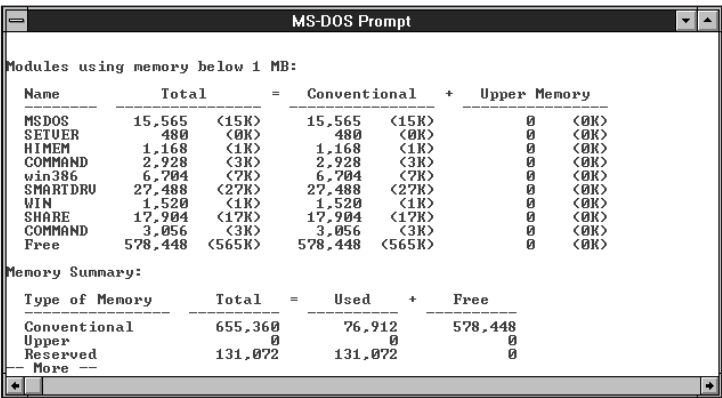 MS-DOS Prompt
Modules using memory below 1 MB:
Name Total = Conventional + Upper Memory
MSDOS 15,565 (15K) 15,565 (15K) 0 (0K)
SETVER 480 (0K) 480 (0K) 0 (0K)
HIMEM 1,168 (1K) 1,168 (1K) 0 (0K)
COMMAND 2,928 (3K) 2,928 (3K) 0 (0K)
win386 6,704 (7K) 6,704 (7K) 0 (0K)
SMARTDRV 27,488 (27K) 27,488 (27K) 0 (0K)
WIN 1,520 (1K) 1,520 (1K) 0 (0K)
SHARE 17,904 (17K) 17,904 (17K) 0 (0K)
COMMAND 3,056 (3K) 3,056 (3K) 0 (0K)
Free 578,448 (565K) 578,448 (565K) 0 (0K)
Memory Summary:
Type of Memory Total = Used + Free
Conventional 655,360 76,912 578,448
Upper 0 0 0
Reserved 131,072 131,072 0
-- More --